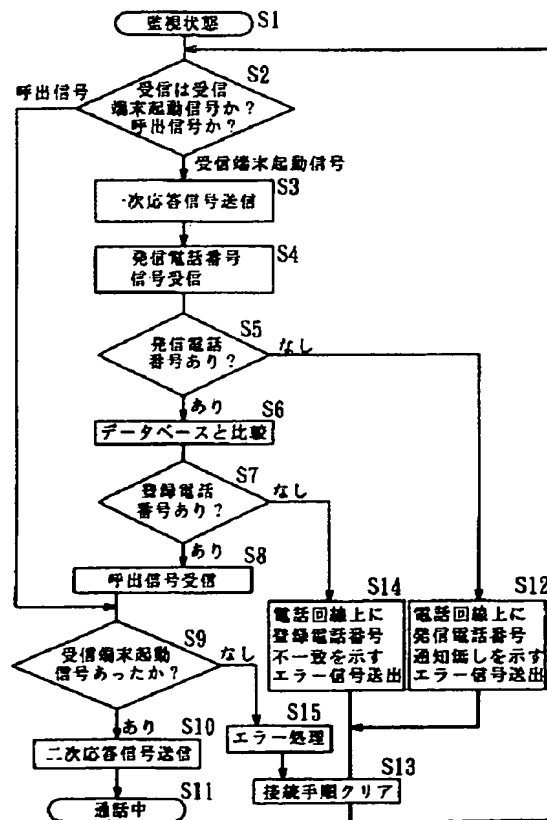 監視状態
S1
S2
呼出信号
受信は受信
端末起動信号か?
呼出信号か?
受信端末起動信号
S3
一次応答信号送信
S4
発信電話番号
信号受信
S5
発信電話
番号あり?
なし
あり
S6
データベースと比較
S7
登録電話
番号あり?
なし
あり
S8
呼出信号受信
S14
電話回線上に
登録電話番号
不一致を示す
エラー信号送出
S12
電話回線上に
発信電話番号
通知無しを示す
エラー信号送出
S9
受信端末起動
信号あったか?
なし
あり
S10
二次応答信号送信
S15
エラー処理
S13
接続手順クリア
S11
通話中